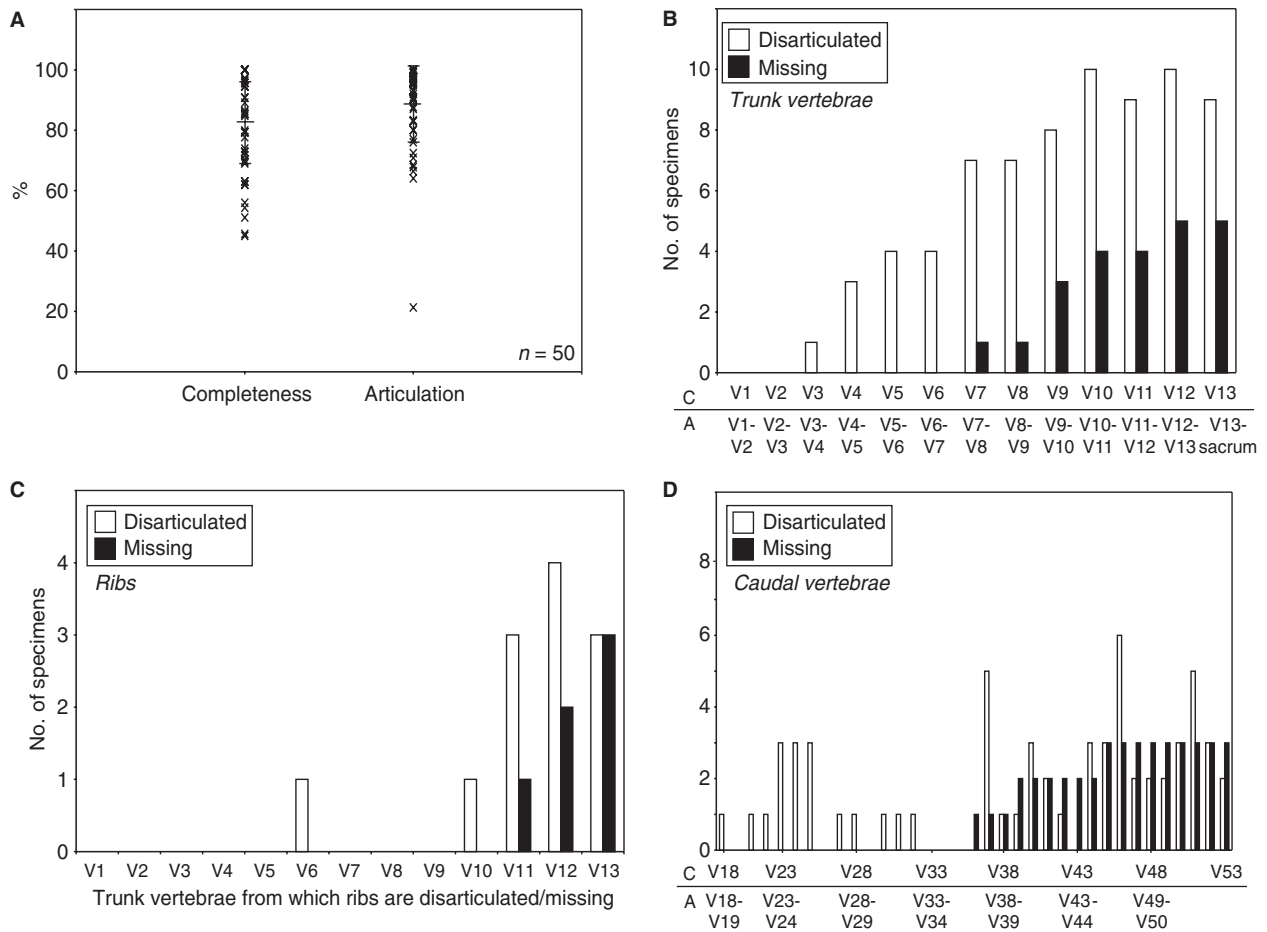 A
100
80
60
40
20
0
%
n = 50
Completeness Articulation
B
Disarticulated
Missing
Trunk vertebrae
10
8
6
4
2
0
No. of specimens
C V1 V2 V3 V4 V5 V6 V7 V8 V9 V10 V11 V12 V13
A V1- V2- V3- V4- V5- V6- V7- V8- V9- V10- V11- V12- V13-
V2 V3 V4 V5 V6 V7 V8 V9 V10 V11 V12 V13 sacrum
C
Disarticulated
Missing
Ribs
4
3
2
1
0
No. of specimens
V1 V2 V3 V4 V5 V6 V7 V8 V9 V10 V11 V12 V13
Trunk vertebrae from which ribs are disarticulated/missing
D
Disarticulated
Missing
Caudal vertebrae
8
6
4
2
0
C V18 V23 V28 V33 V38 V43 V48 V53
A V18- V23- V28- V33- V38- V43- V49-
V19 V24 V29 V34 V39 V44 V50